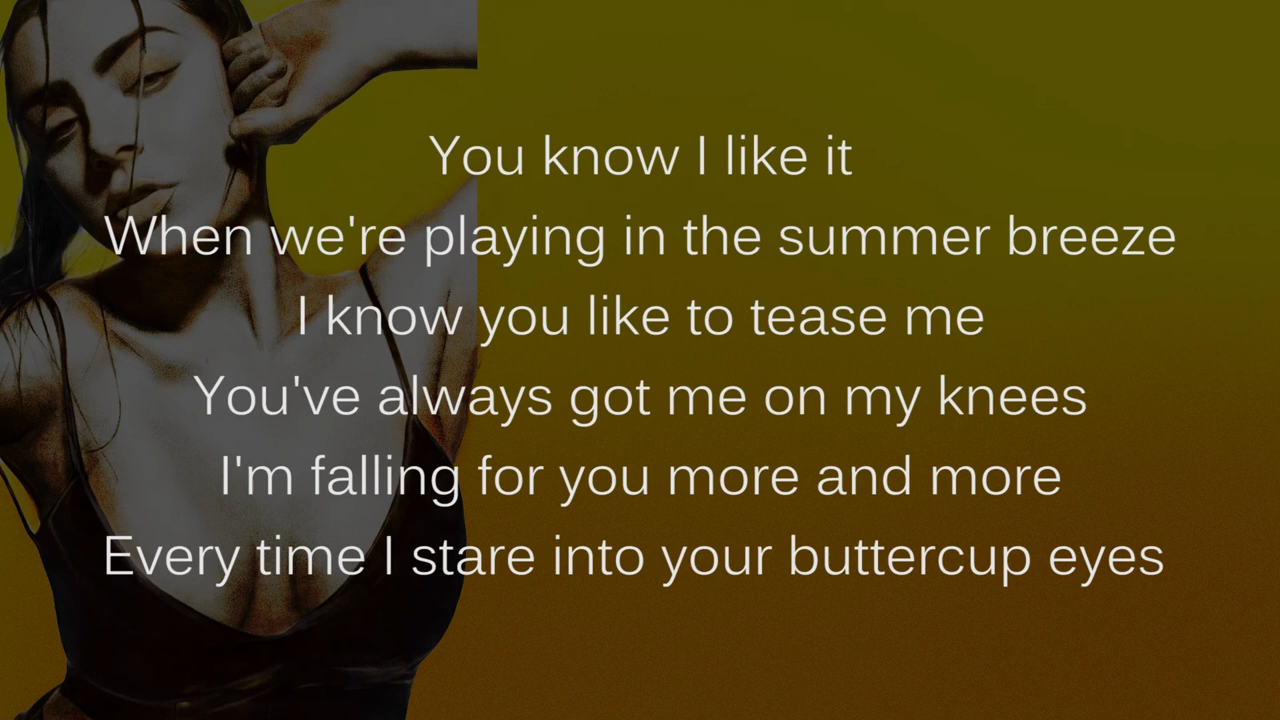 You know I like it
When we're playing in the summer breeze
I know you like to tease me
You've always got me on my knees
I'm falling for you more and more
Every time I stare into your buttercup eyes